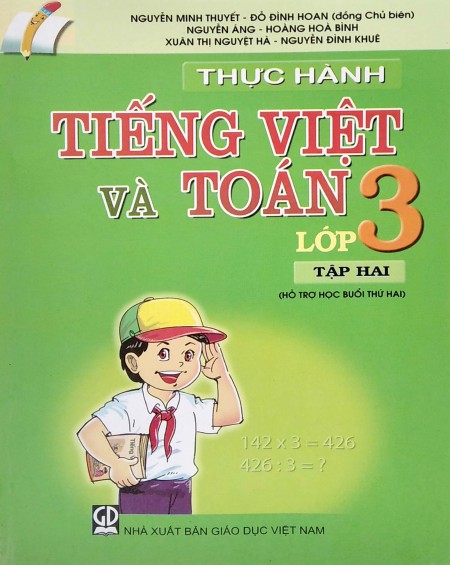 NGUYỄN MINH THUYẾT - ĐỖ ĐÌNH HOAN (đồng Chủ biên)
NGUYỄN ÁNG - HOÀNG HOÀ BÌNH
XUÂN THỊ NGUYỆT HÀ - NGUYỄN ĐÌNH KHUÊ
THỰC HÀNH
TIẾNG VIỆT
VÀ TOÁN 3
LỚP
TẬP HAI
(HỖ TRỢ HỌC BUỔI THỨ HAI)
Tiếng
142 x 3 = 426
426 : 3 = ?
GD
NHÀ XUẤT BẢN GIÁO DỤC VIỆT NAM